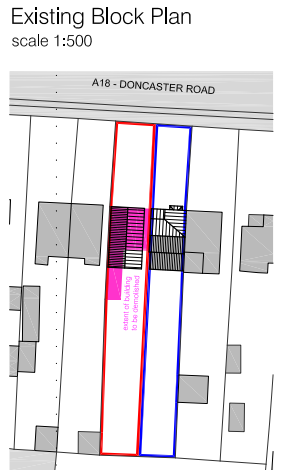 Existing Block Plan
scale 1:500
A18 - DONCASTER ROAD
extent of building
to be demolished